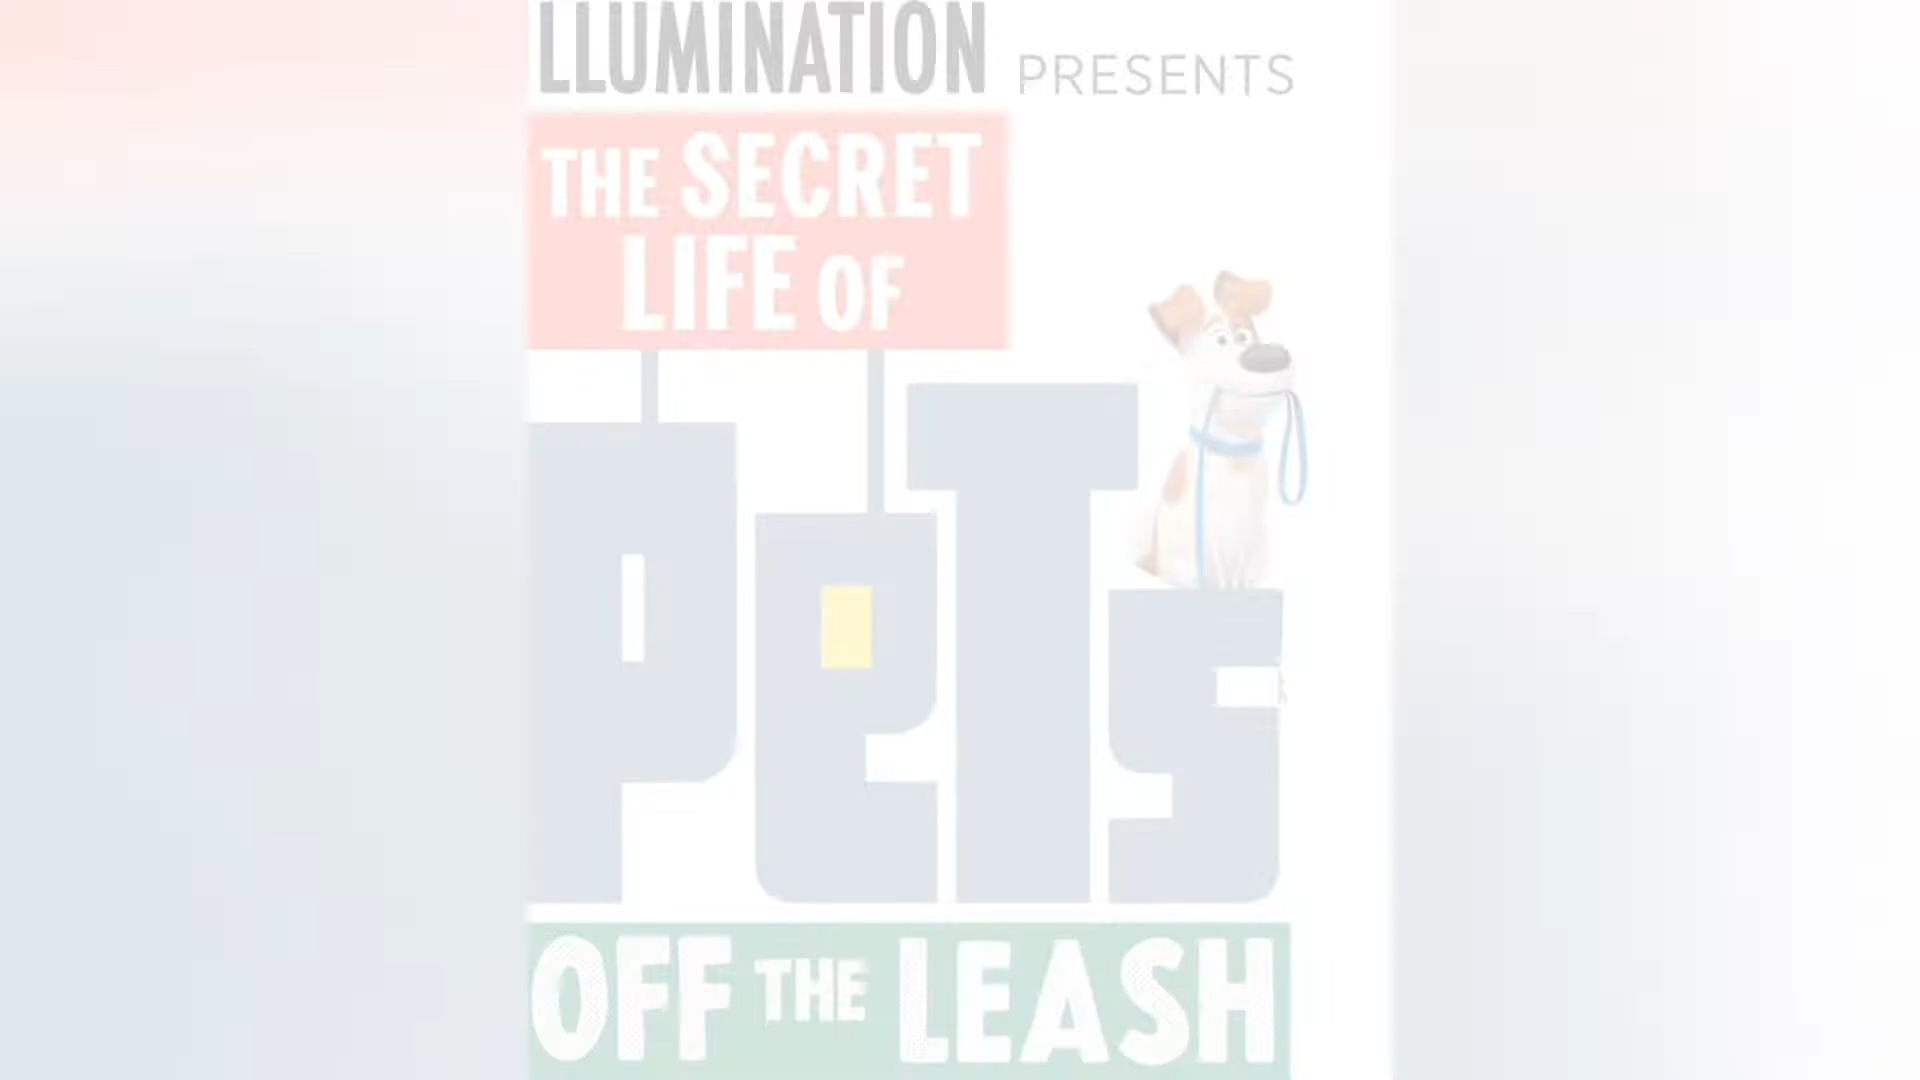 LLUMINATION PRESENTS
THE SECRET
LIFE OF
PeTs
OFF THE LEASH